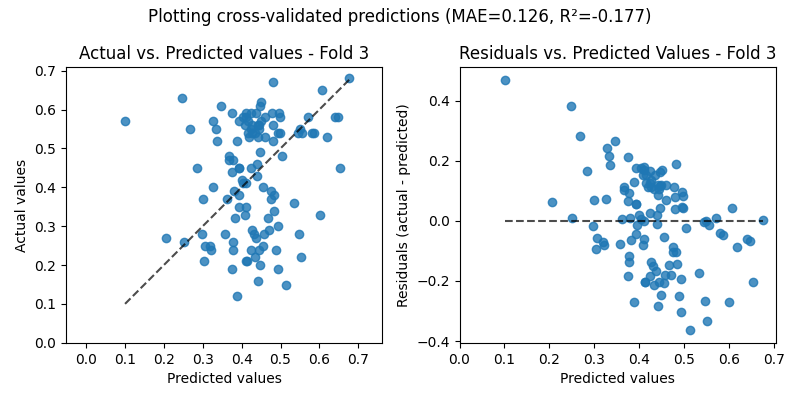 Plotting cross-validated predictions (MAE=0.126, R²=-0.177)
Actual vs. Predicted values - Fold 3
Actual values
0.7
0.6
0.5
0.4
0.3
0.2
0.1
0.0
0.0 0.1 0.2 0.3 0.4 0.5 0.6 0.7
Predicted values
Residuals vs. Predicted Values - Fold 3
Residuals (actual - predicted)
0.4
0.2
0.0
−0.2
−0.4
0.0 0.1 0.2 0.3 0.4 0.5 0.6 0.7
Predicted values